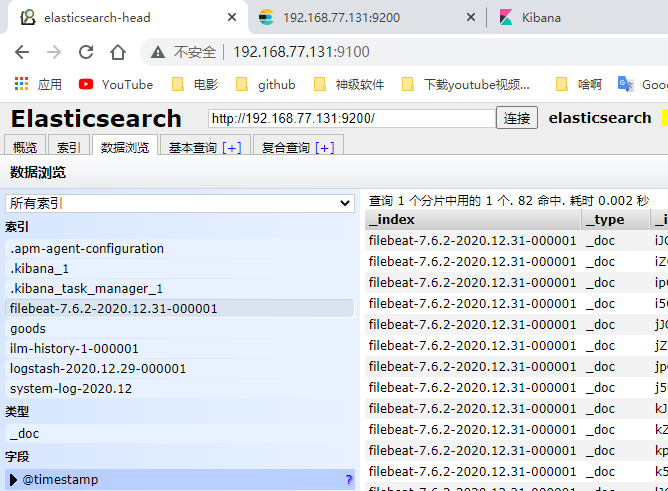 elasticsearch-head
192.168.77.131:9200
Kibana
不安全 192.168.77.131:9100
应用 YouTube 电影 github 神级软件 下载youtube视频... 啥啊 Goo
Elasticsearch http://192.168.77.131:9200/ 连接 elasticsearch
概览 索引 数据浏览 基本查询 [+] 复合查询 [+]
数据浏览
所有索引
索引
.apm-agent-configuration
.kibana_1
.kibana_task_manager_1
filebeat-7.6.2-2020.12.31-000001
goods
ilm-history-1-000001
logstash-2020.12.29-000001
system-log-2020.12
类型
_doc
字段
@timestamp ?
查询 1 个分片中用的 1 个. 82 命中. 耗时 0.002 秒
_index _type _i
filebeat-7.6.2-2020.12.31-000001 _doc iJ
filebeat-7.6.2-2020.12.31-000001 _doc iZ
filebeat-7.6.2-2020.12.31-000001 _doc ip
filebeat-7.6.2-2020.12.31-000001 _doc i5
filebeat-7.6.2-2020.12.31-000001 _doc jJ
filebeat-7.6.2-2020.12.31-000001 _doc jZ
filebeat-7.6.2-2020.12.31-000001 _doc jp
filebeat-7.6.2-2020.12.31-000001 _doc j5
filebeat-7.6.2-2020.12.31-000001 _doc kJ
filebeat-7.6.2-2020.12.31-000001 _doc kZ
filebeat-7.6.2-2020.12.31-000001 _doc kp
filebeat-7.6.2-2020.12.31-000001 _doc k5
filebeat-7.6.2-2020.12.31-000001 _doc